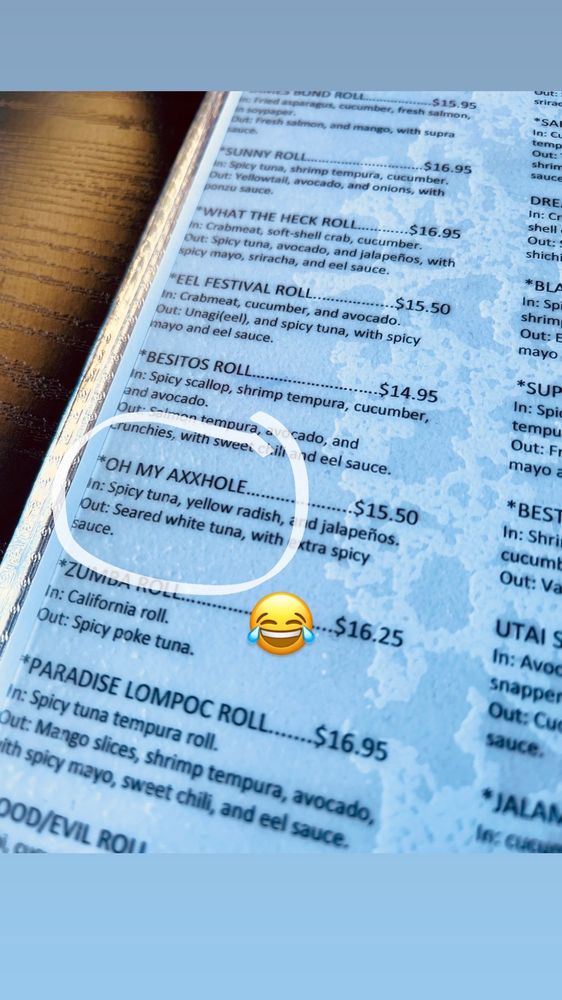 BOND ROLL..............$15.95
In: Fried asparagus, cucumber, fresh salmon,
in soypaper.
Out: Fresh salmon, and mango, with supra
sauce.
*SUNNY ROLL........................$16.95
In: Spicy tuna, shrimp tempura, cucumber.
Out: Yellowtail, avocado, and onions, with
ponzu sauce.
*WHAT THE HECK ROLL..............$16.95
In: Crabmeat, soft-shell crab, cucumber.
Out: Spicy tuna, avocado, and jalapeños, with
spicy mayo, sriracha, and eel sauce.
*EEL FESTIVAL ROLL..................$15.50
In: Crabmeat, cucumber, and avocado.
Out: Unagi(eel), and spicy tuna, with spicy
mayo and eel sauce.
*BESITOS ROLL..........................$14.95
In: Spicy scallop, shrimp tempura, cucumber,
and avocado.
Out: Salmon tempura, avocado, and
crunchies, with sweet chili and eel sauce.
*OH MY AXXHOLE.....................$15.50
In: Spicy tuna, yellow radish, and jalapeños.
Out: Seared white tuna, with extra spicy
sauce.
*ZUMBA ROLL..........................$16.25
In: California roll.
Out: Spicy poke tuna.
*PARADISE LOMPOC ROLL.......$16.95
In: Spicy tuna tempura roll.
Out: Mango slices, shrimp tempura, avocado,
with spicy mayo, sweet chili, and eel sauce.
OOD/EVIL ROLL
Out:
srira
In: Cu
temp
Out:
shrim
sauce
DRE
In: Cr
shell
Out:
shichi
*BLA
In: Spi
shrimp
Out: E
mayo
*SUP
In: Spic
tempu
Out: Fr
mayo a
*BEST
In: Shri
cucumb
Out: Va
UTAI S
In: Avoc
snapper
Out: Cuc
sauce.
*JALAM
In: cucum